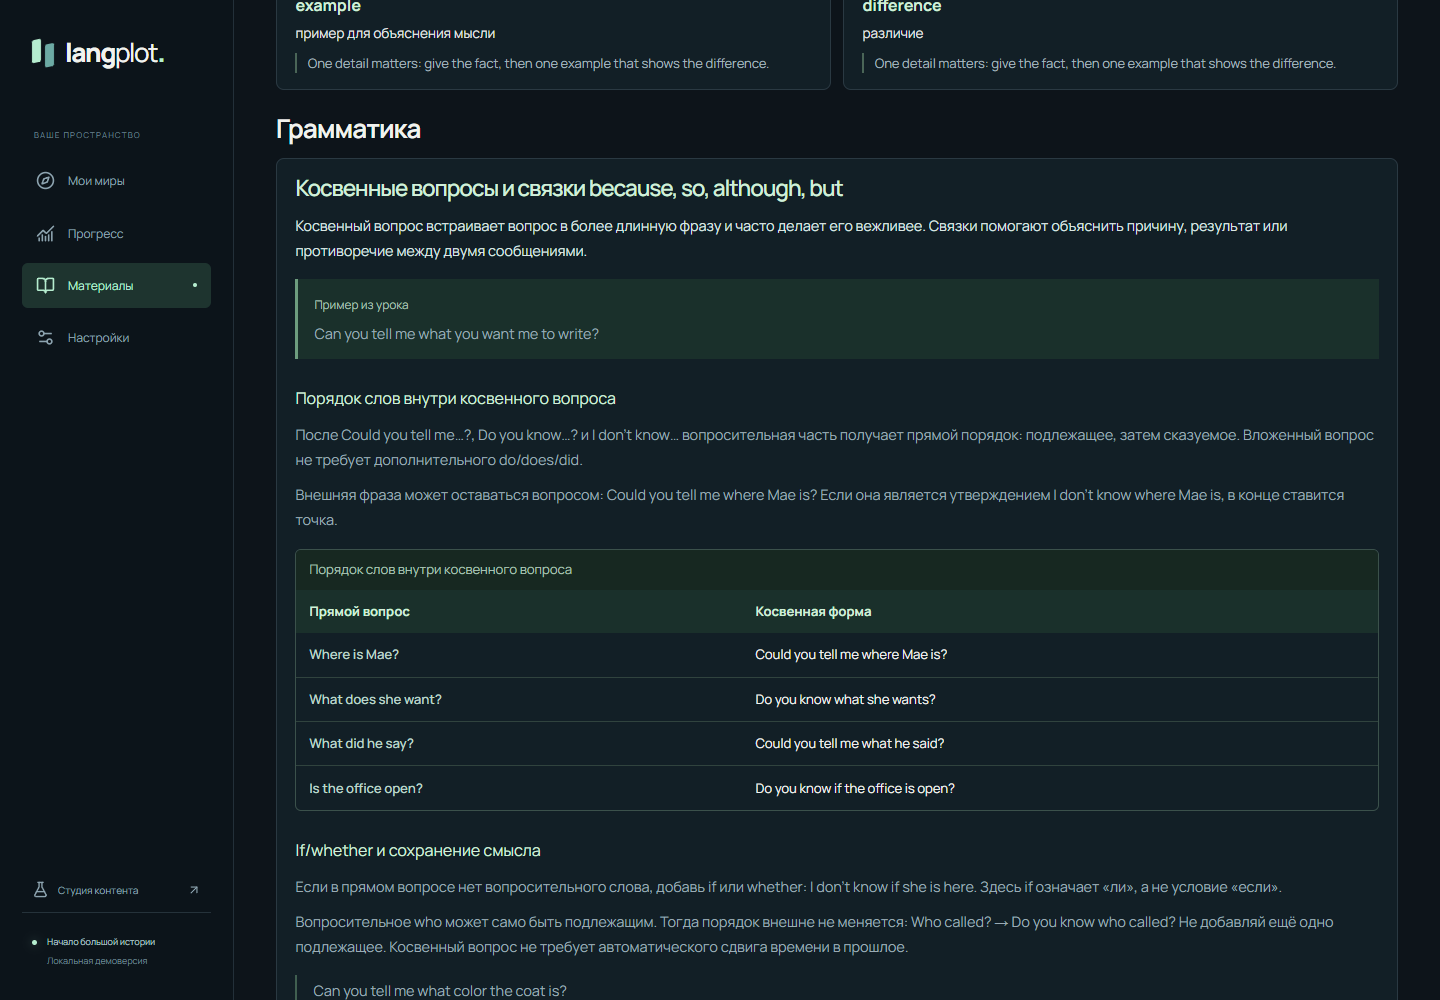 langplot.
ВАШЕ ПРОСТРАНСТВО
Мои миры
Прогресс
Материалы
Настройки
Студия контента
Начало большой истории
Локальная демоверсия
example
пример для объяснения мысли
One detail matters: give the fact, then one example that shows the difference.
difference
различие
One detail matters: give the fact, then one example that shows the difference.
Грамматика
Косвенные вопросы и связки because, so, although, but
Косвенный вопрос встраивает вопрос в более длинную фразу и часто делает его вежливее. Связки помогают объяснить причину, результат или
противоречие между двумя сообщениями.
Пример из урока
Can you tell me what you want me to write?
Порядок слов внутри косвенного вопроса
После Could you tell me…?, Do you know…? и I don't know… вопросительная часть получает прямой порядок: подлежащее, затем сказуемое. Вложенный вопрос
не требует дополнительного do/does/did.
Внешняя фраза может оставаться вопросом: Could you tell me where Mae is? Если она является утверждением I don't know where Mae is, в конце ставится
точка.
Порядок слов внутри косвенного вопроса
Прямой вопрос
Косвенная форма
Where is Mae?
Could you tell me where Mae is?
What does she want?
Do you know what she wants?
What did he say?
Could you tell me what he said?
Is the office open?
Do you know if the office is open?
If/whether и сохранение смысла
Если в прямом вопросе нет вопросительного слова, добавь if или whether: I don't know if she is here. Здесь if означает «ли», а не условие «если».
Вопросительное who может само быть подлежащим. Тогда порядок внешне не меняется: Who called? → Do you know who called? Не добавляй ещё одно
подлежащее. Косвенный вопрос не требует автоматического сдвига времени в прошлое.
Can you tell me what color the coat is?